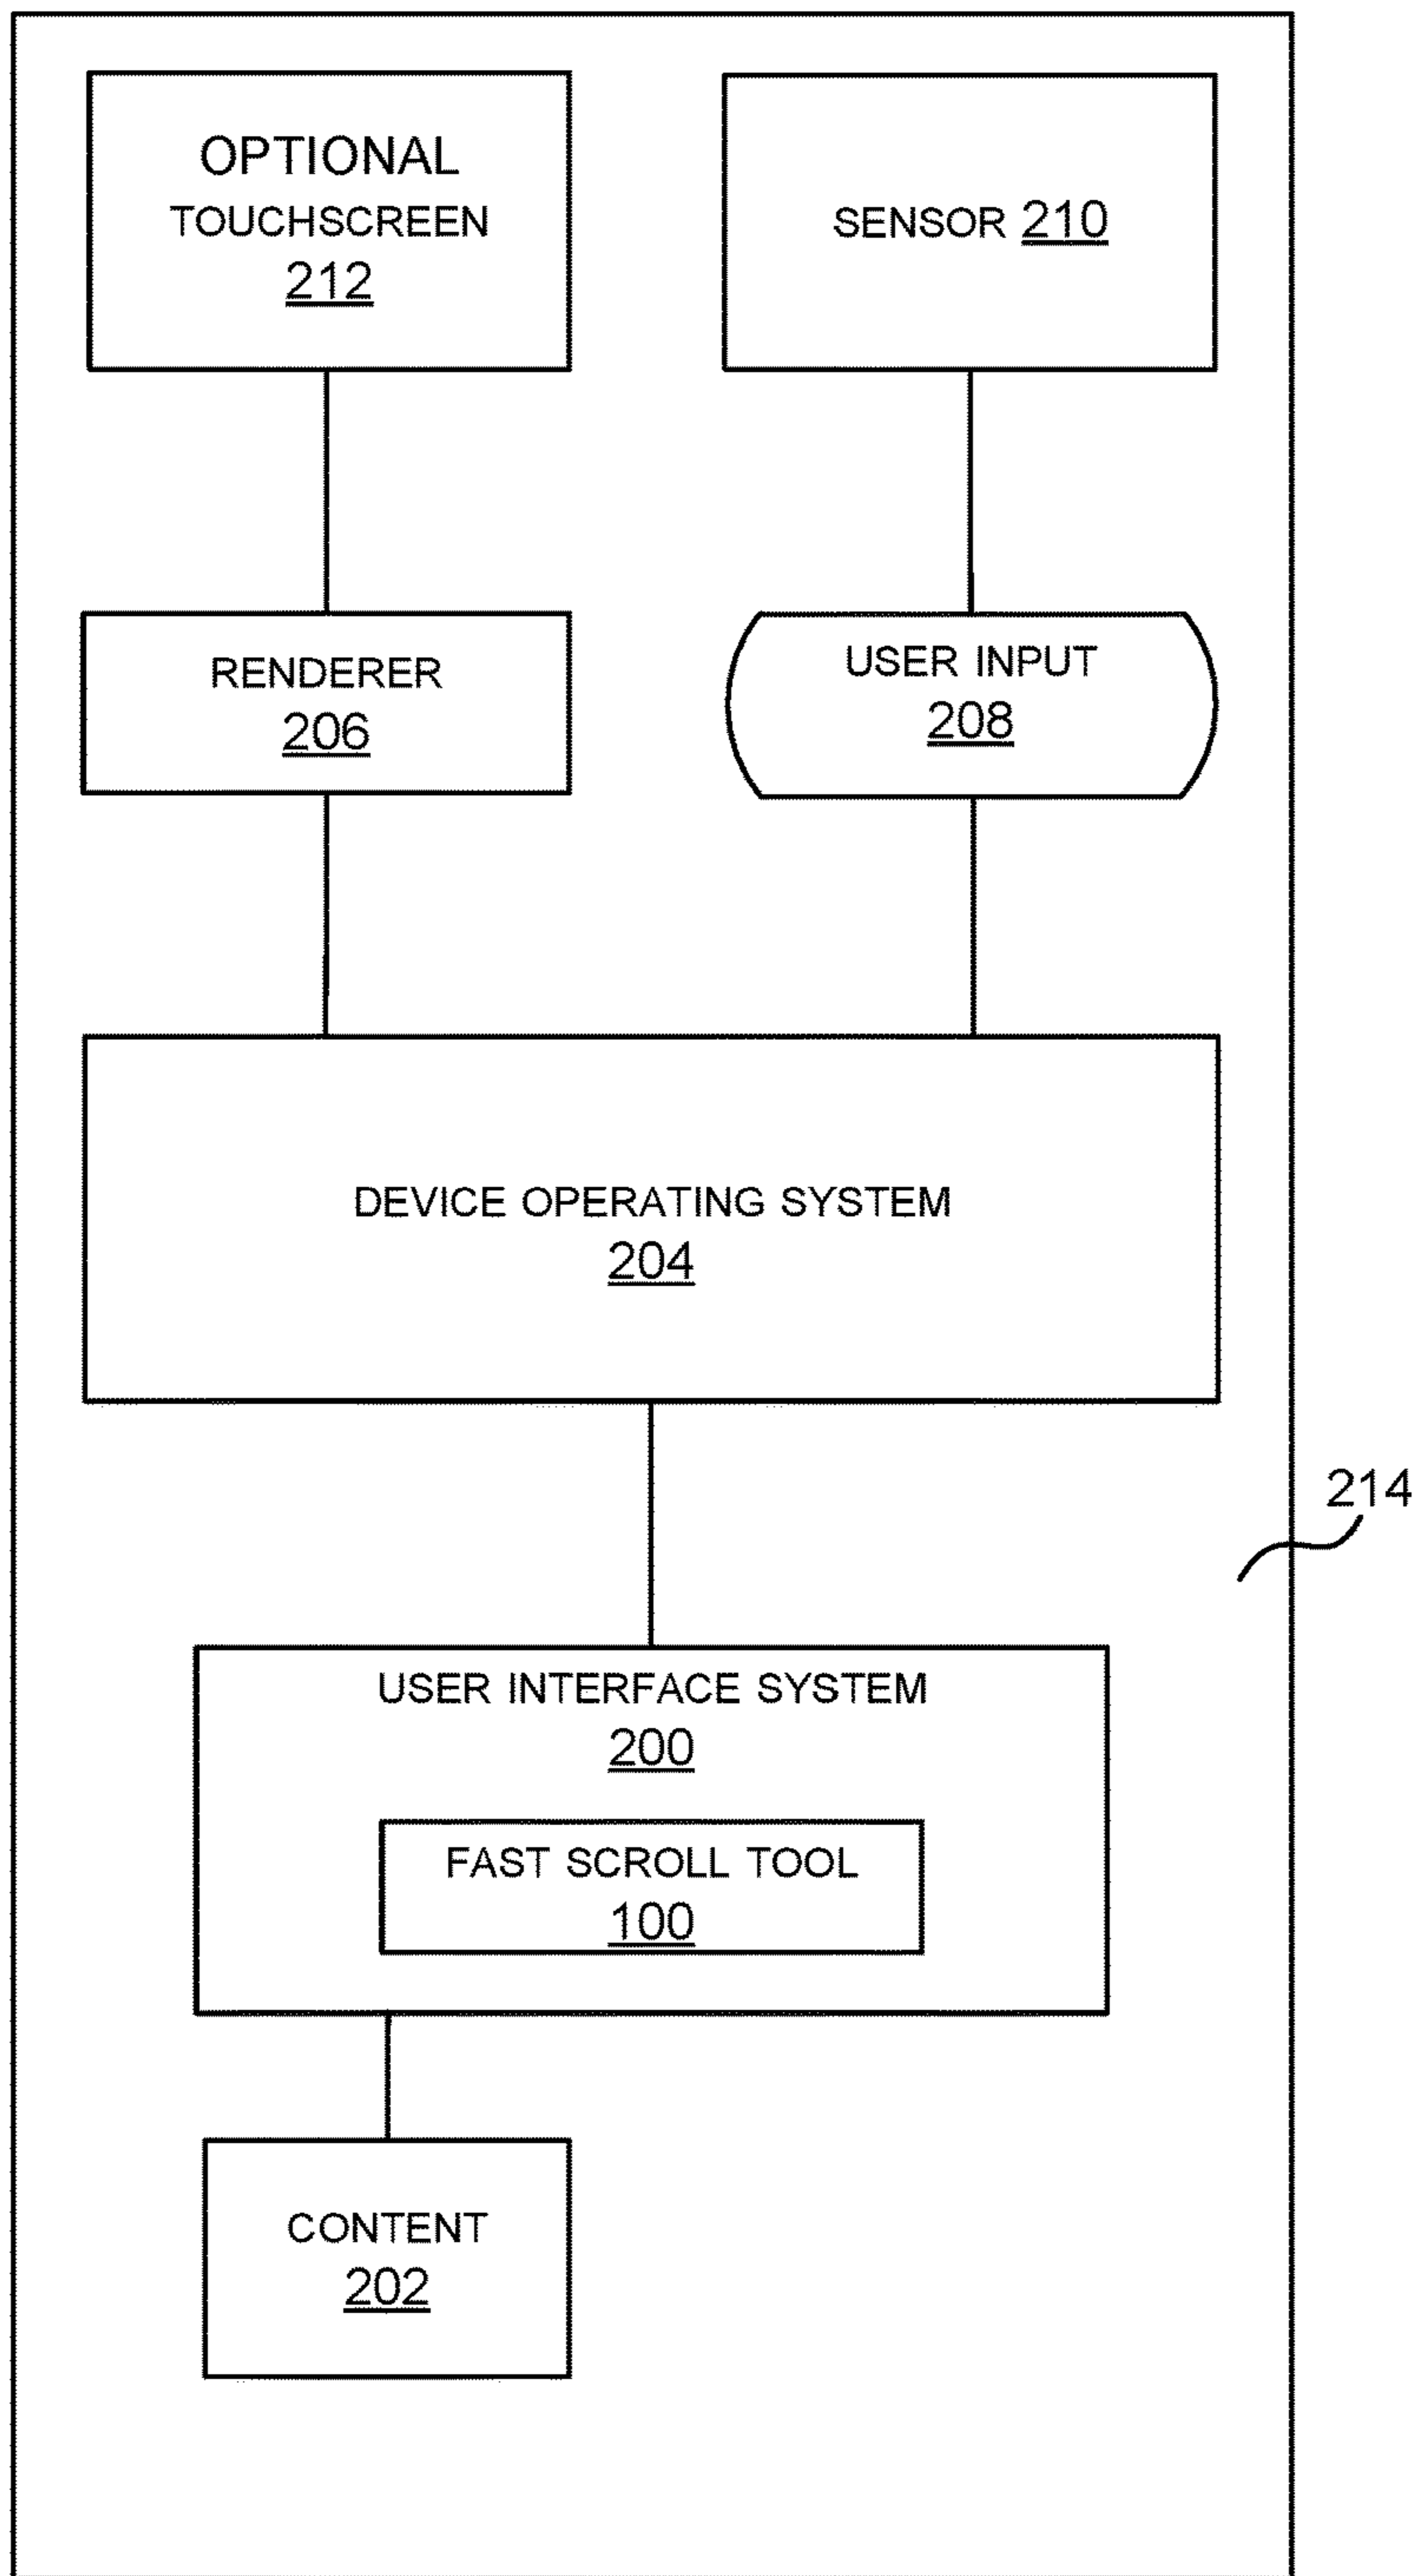 OPTIONAL
TOUCHSCREEN
212
SENSOR 210
RENDERER
206
USER INPUT
208
DEVICE OPERATING SYSTEM
204
214
USER INTERFACE SYSTEM
200
FAST SCROLL TOOL
100
CONTENT
202